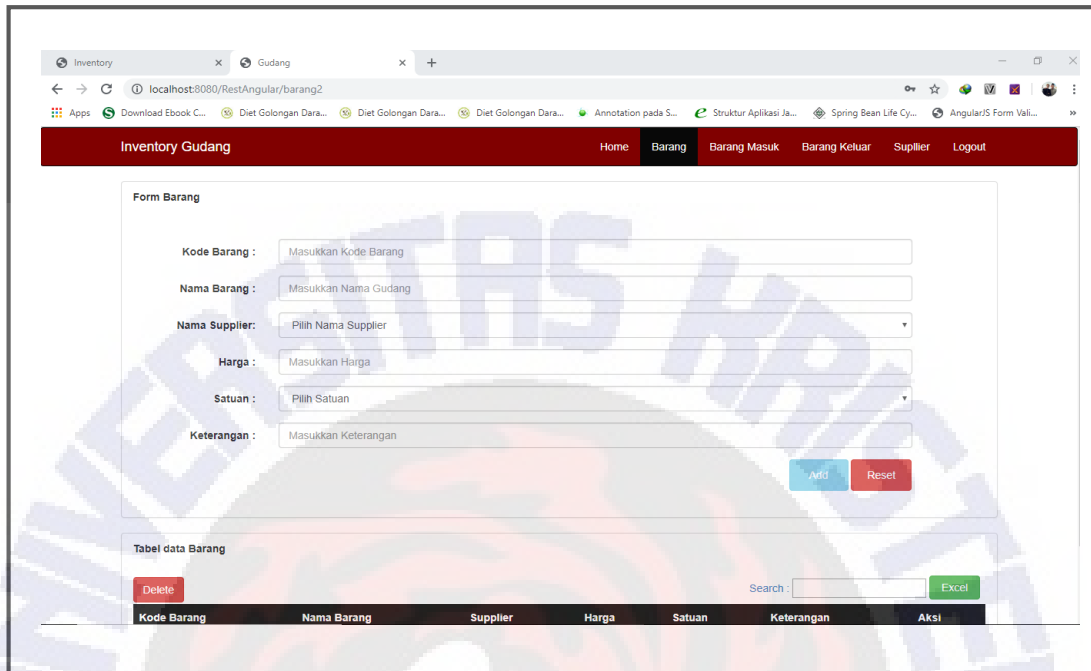 Inventory
Gudang
localhost:8080/RestAngular/barang2
Apps Download Ebook C... Diet Golongan Dara... Diet Golongan Dara... Diet Golongan Dara... Annotation pada S... Struktur Aplikasi Ja... Spring Bean Life Cy... AngularJS Form Vali... »
Inventory Gudang Home Barang Barang Masuk Barang Keluar Supllier Logout
Form Barang
Kode Barang : Masukkan Kode Barang
Nama Barang : Masukkan Nama Gudang
Nama Supplier: Pilih Nama Supplier
Harga : Masukkan Harga
Satuan : Pilih Satuan
Keterangan : Masukkan Keterangan
Add Reset
Tabel data Barang
Delete Search : Excel
Kode Barang Nama Barang Supplier Harga Satuan Keterangan Aksi